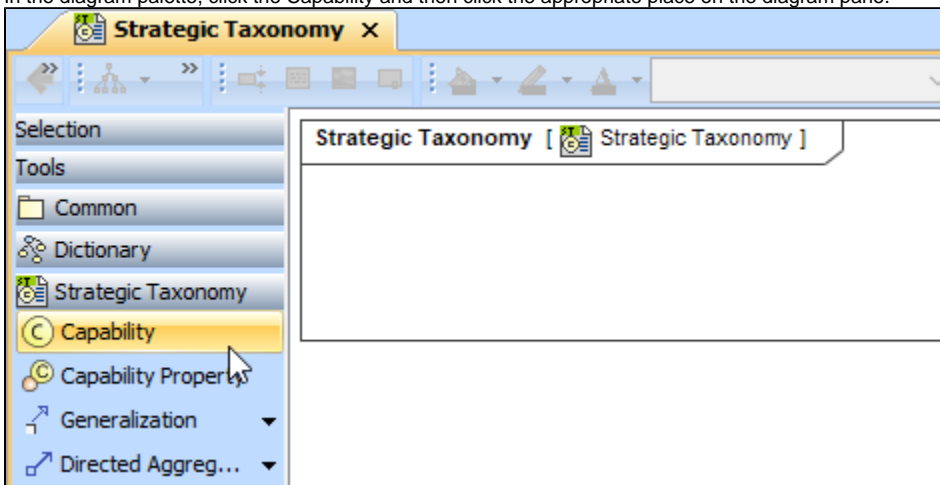 In the diagram palette, click the Capability and then click the appropriate place on the diagram pane.
Strategic Taxonomy X
Selection
Tools
Common
Dictionary
Strategic Taxonomy
Capability
Capability Property
Generalization
Directed Aggreg...
Strategic Taxonomy [ Strategic Taxonomy ]